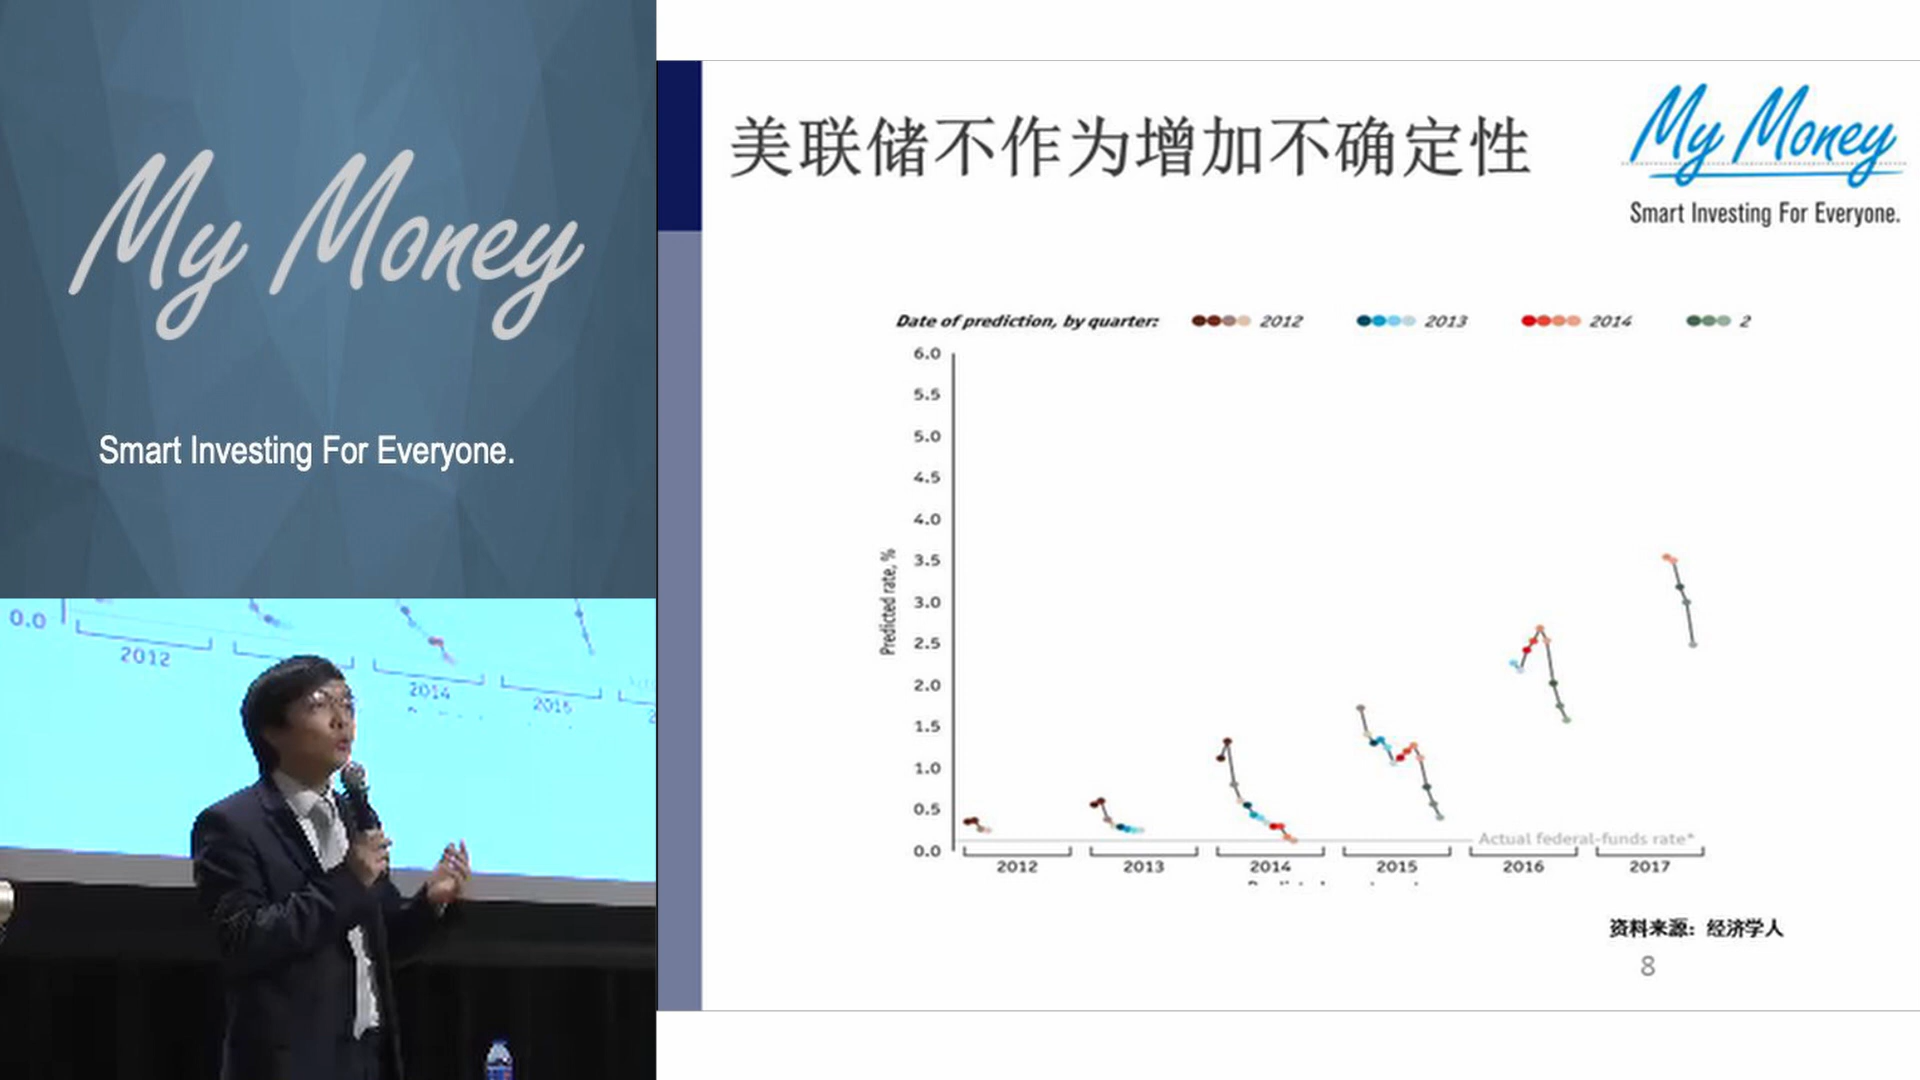 My Money
Smart Investing For Everyone.
0.0
2012
2014
2015
美联储不作为增加不确定性
My Money
Smart Investing For Everyone.
Date of prediction, by quarter: 2012 2013 2014 2
6.0
5.5
5.0
4.5
4.0
3.5
3.0
2.5
2.0
1.5
1.0
0.5
0.0
Predicted rate, %
Actual federal-funds rate*
2012 2013 2014 2015 2016 2017
资料来源：经济学人
8